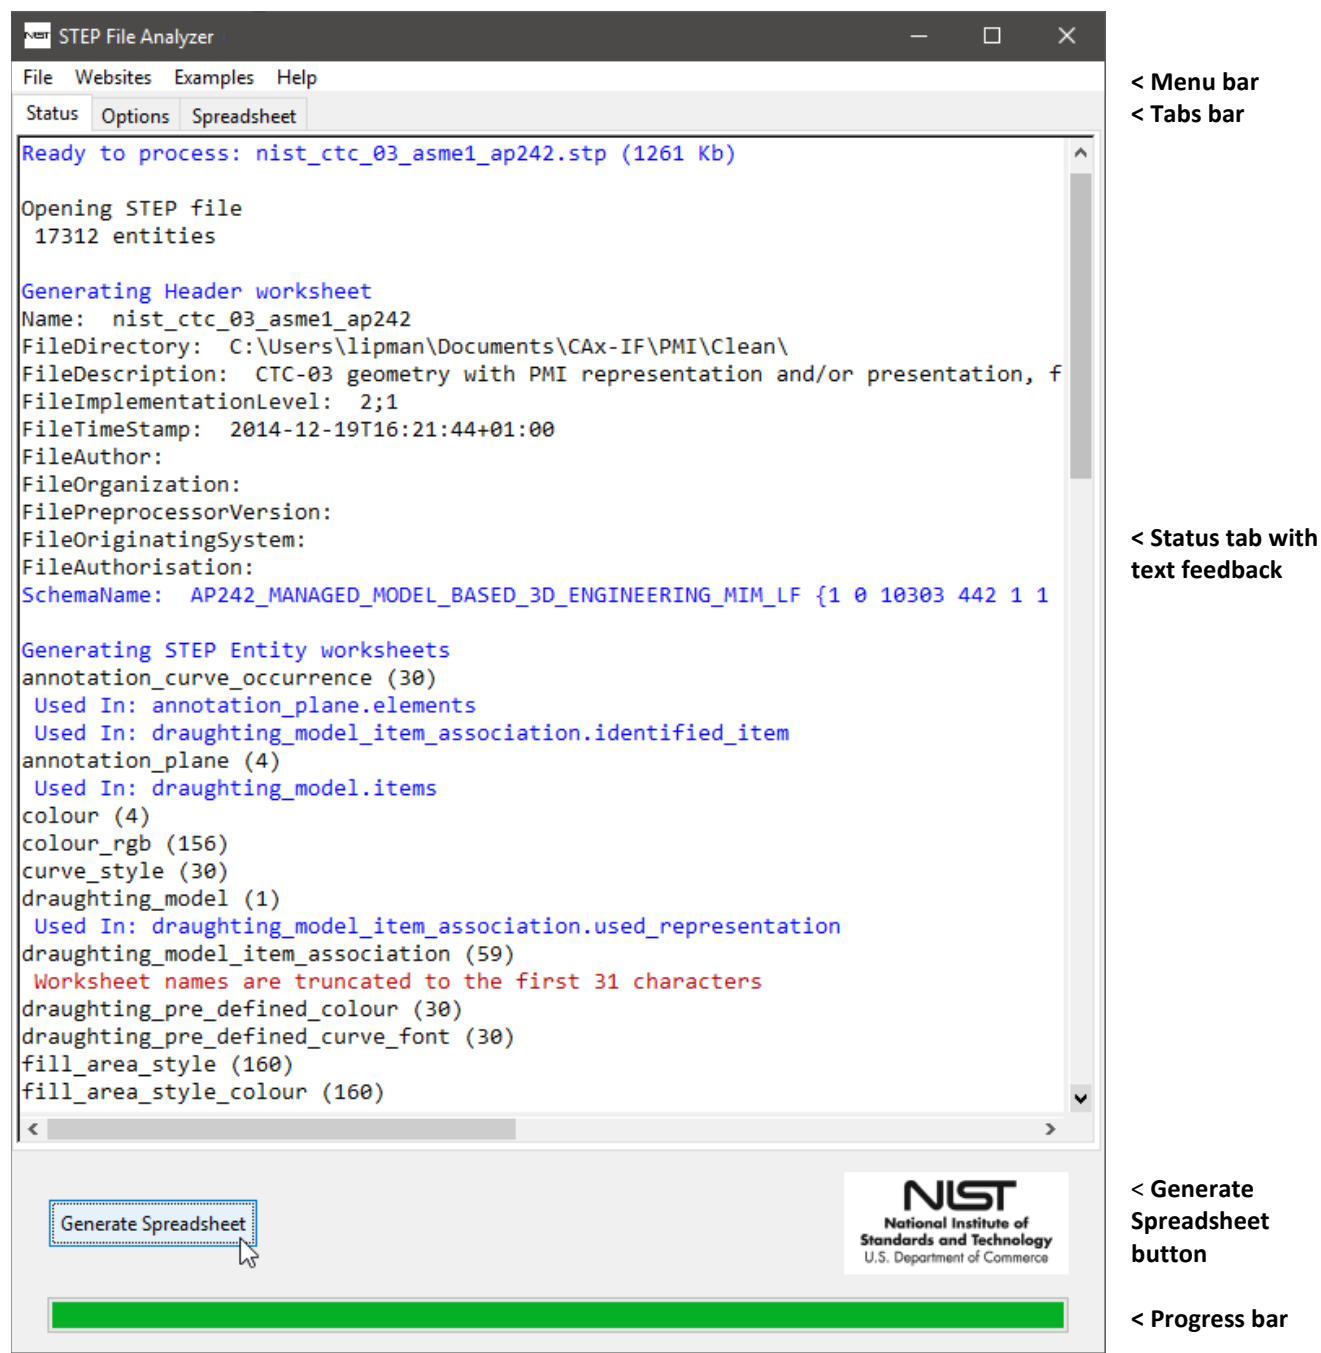 NIST STEP File Analyzer
File Websites Examples Help
< Menu bar
Status Options Spreadsheet
< Tabs bar
Ready to process: nist_ctc_03_asme1_ap242.stp (1261 Kb)
Opening STEP file
17312 entities
Generating Header worksheet
Name:  nist_ctc_03_asme1_ap242
FileDirectory:  C:\Users\lipman\Documents\CAx-IF\PMI\Clean\
FileDescription:  CTC-03 geometry with PMI representation and/or presentation, f
FileImplementationLevel:  2;1
FileTimeStamp:  2014-12-19T16:21:44+01:00
FileAuthor:
FileOrganization:
FilePreprocessorVersion:
FileOriginatingSystem:
FileAuthorisation:
SchemaName:  AP242_MANAGED_MODEL_BASED_3D_ENGINEERING_MIM_LF {1 0 10303 442 1 1
< Status tab with
text feedback
Generating STEP Entity worksheets
annotation_curve_occurrence (30)
Used In: annotation_plane.elements
Used In: draughting_model_item_association.identified_item
annotation_plane (4)
Used In: draughting_model.items
colour (4)
colour_rgb (156)
curve_style (30)
draughting_model (1)
Used In: draughting_model_item_association.used_representation
draughting_model_item_association (59)
Worksheet names are truncated to the first 31 characters
draughting_pre_defined_colour (30)
draughting_pre_defined_curve_font (30)
fill_area_style (160)
fill_area_style_colour (160)
Generate Spreadsheet
NIST
National Institute of
Standards and Technology
U.S. Department of Commerce
< Generate
Spreadsheet
button
< Progress bar